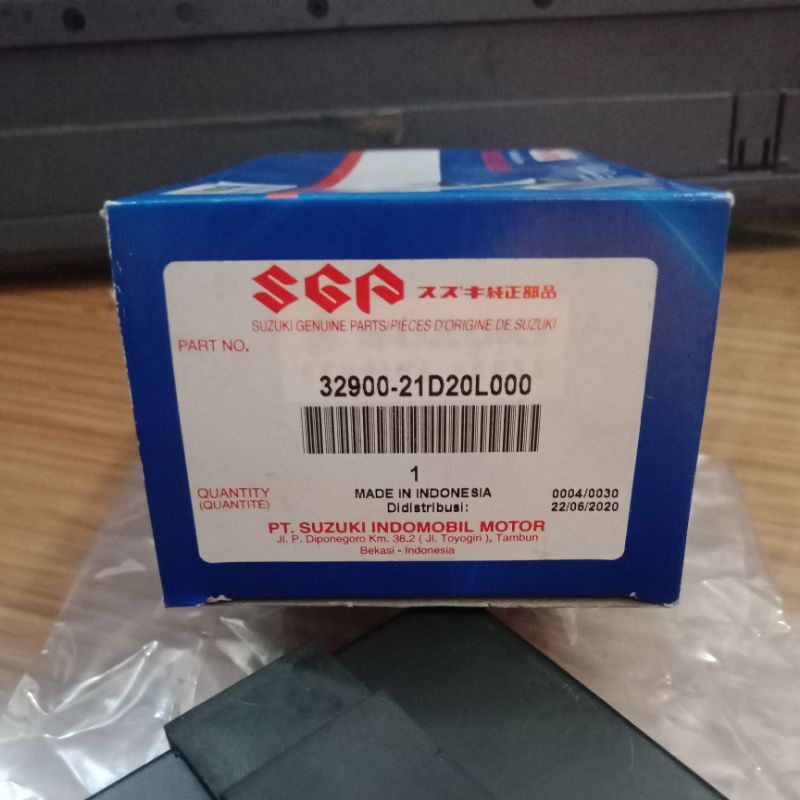 SGP スズキ純正部品
SUZUKI GENUINE PARTS/PIÈCES D'ORIGINE DE SUZUKI
PART NO.
32900-21D20L000
1
QUANTITY
(QUANTITÉ)
MADE IN INDONESIA
Didistribusi:
0004/0030
22/06/2020
PT. SUZUKI INDOMOBIL MOTOR
Jl. P. Diponegoro Km. 38.2 ( Jl. Toyogiri ), Tambun
Bekasi - Indonesia